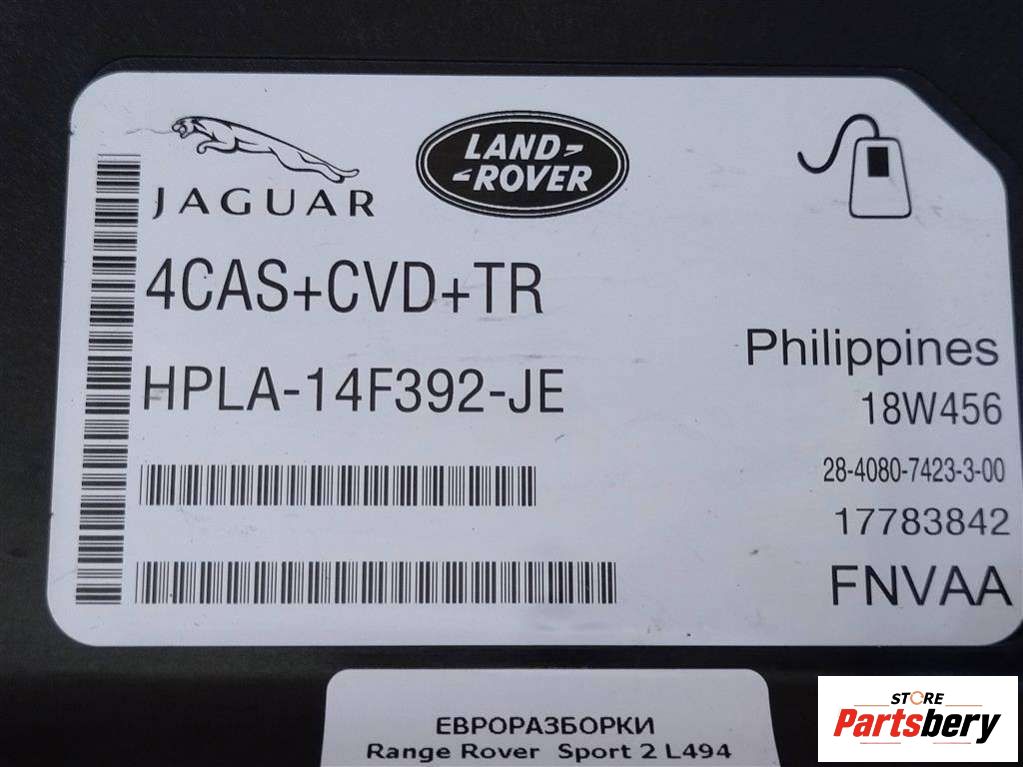 JAGUAR
LAND-
-ROVER
4CAS+CVD+TR
HPLA-14F392-JE
Philippines
18W456
28-4080-7423-3-00
17783842
FNVAA
ЕВРОРАЗБОРКИ
Range Rover Sport 2 L494
STORE
Partsbery